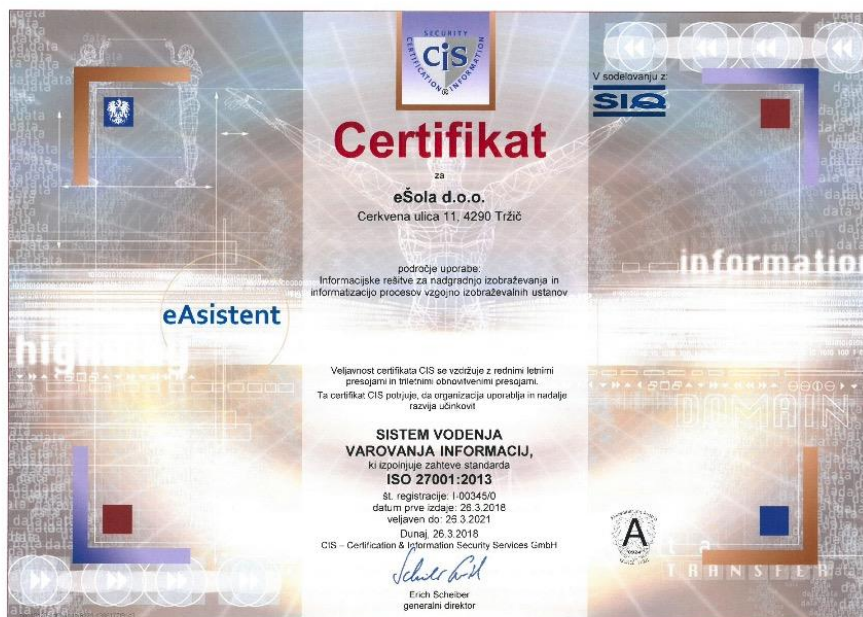 SECURITY
CERTIFICATION & INFORMATION
CiS
V sodelovanju z:
SIQ
Certifikat
za
eŠola d.o.o.
Cerkvena ulica 11, 4290 Tržič
področje uporabe:
Informacijske rešitve za nadgradnjo izobraževanja in
informatizacijo procesov vzgojno izobraževalnih ustanov
information
eAsistent
Veljavnost certifikata CIS se vzdržuje z rednimi letnimi
presojami in triletnimi obnovitvenimi presojami.
Ta certifikat CIS potrjuje, da organizacija uporablja in nadalje
razvija učinkovit
DOMAIN
SISTEM VODENJA
VAROVANJA INFORMACIJ,
ki izpolnjuje zahteve standarda
ISO 27001:2013
št. registracije: I-00345/0
datum prve izdaje: 26.3.2018
veljaven do: 26.3.2021
Dunaj, 26.3.2018
CIS – Certification & Information Security Services GmbH
A
TRANSFER
Erich Scheiber
generalni direktor